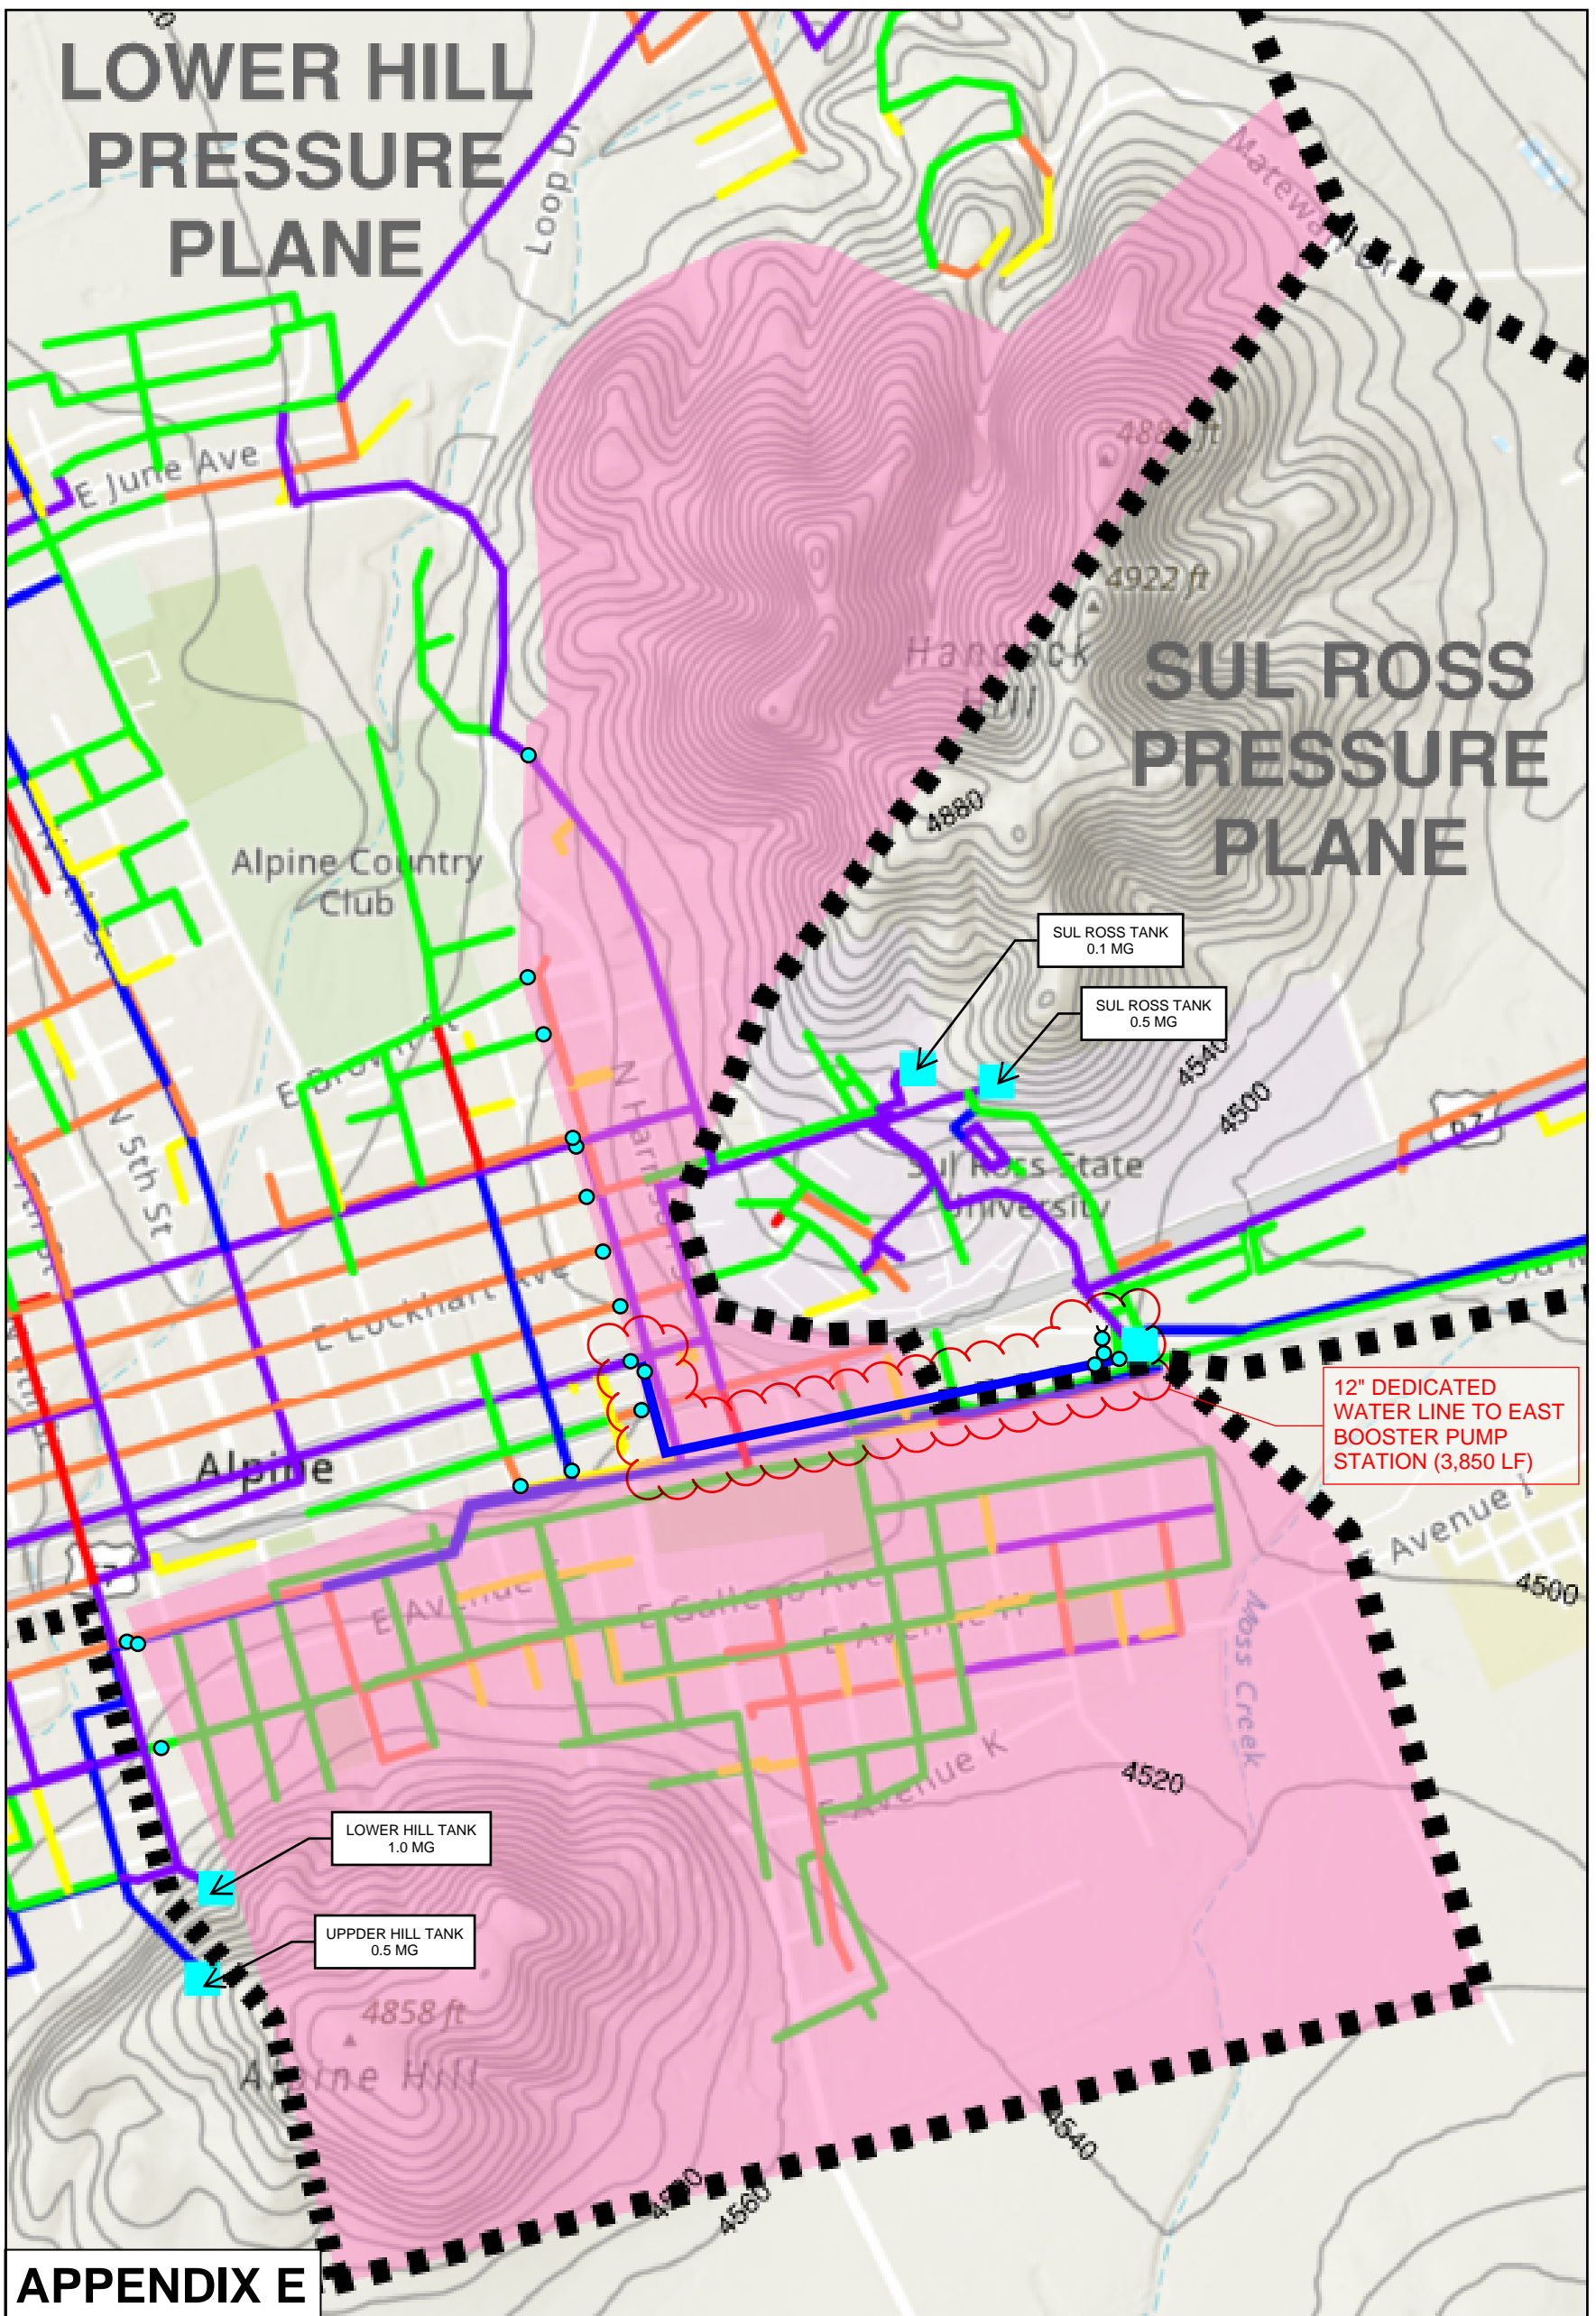 LOWER HILL
PRESSURE
PLANE
Loop Dr
E June Ave
4922 ft
SUL ROSS
PRESSURE
PLANE
4880
Alpine Country
Club
SUL ROSS TANK
0.1 MG
SUL ROSS TANK
0.5 MG
4540
4500
N 5th St
Sul Ross State
University
E Lockhart Ave
12" DEDICATED
WATER LINE TO EAST
BOOSTER PUMP
STATION (3,850 LF)
Alpine
E Avenue I
4500
E Gallego Ave
E Avenue H
Moss Creek
E Avenue K
4520
LOWER HILL TANK
1.0 MG
UPPDER HILL TANK
0.5 MG
4858 ft
Alpine Hill
4540
4560
APPENDIX E